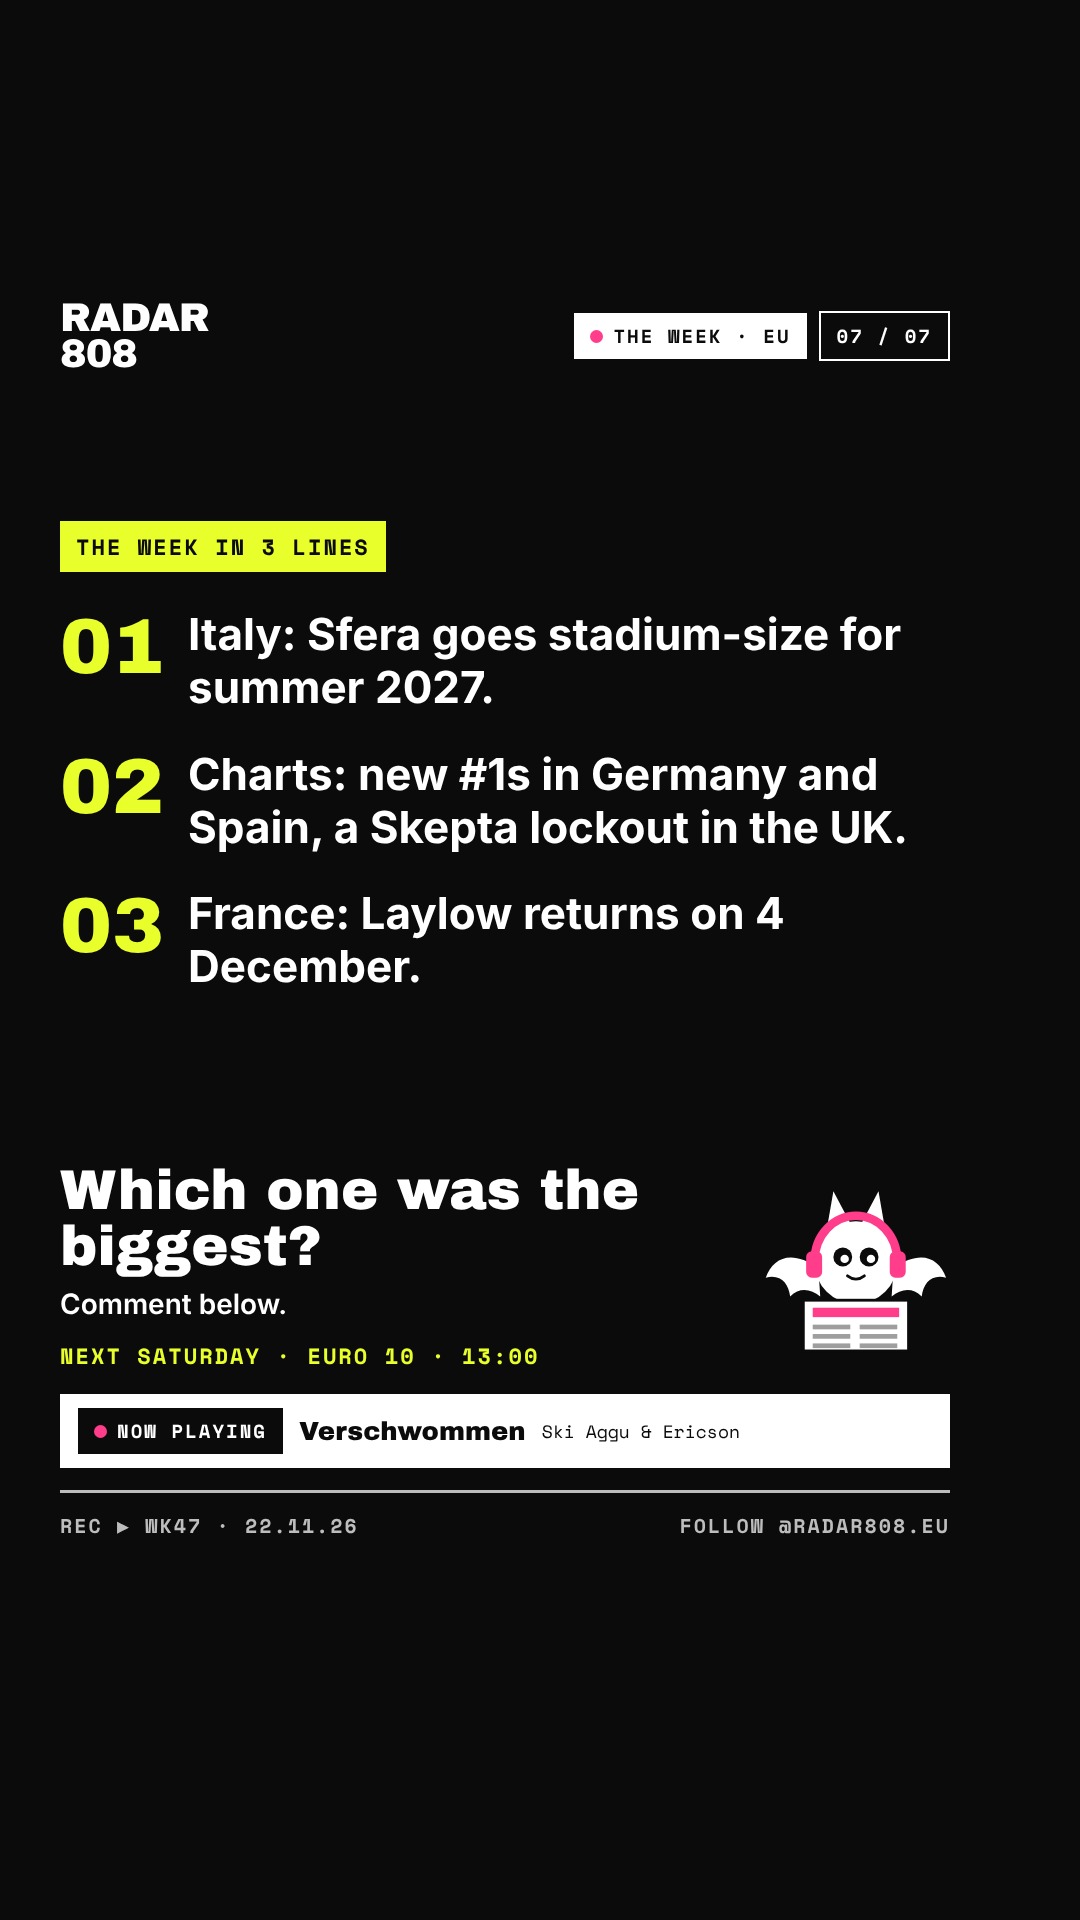 RADAR
808
THE WEEK · EU
07 / 07
THE WEEK IN 3 LINES
01
Italy: Sfera goes stadium-size for
summer 2027.
02
Charts: new #1s in Germany and
Spain, a Skepta lockout in the UK.
03
France: Laylow returns on 4
December.
Which one was the
biggest?
Comment below.
NEXT SATURDAY · EURO 10 · 13:00
NOW PLAYING Verschwommen Ski Aggu & Ericson
REC ▶ WK47 · 22.11.26
FOLLOW @RADAR808.EU